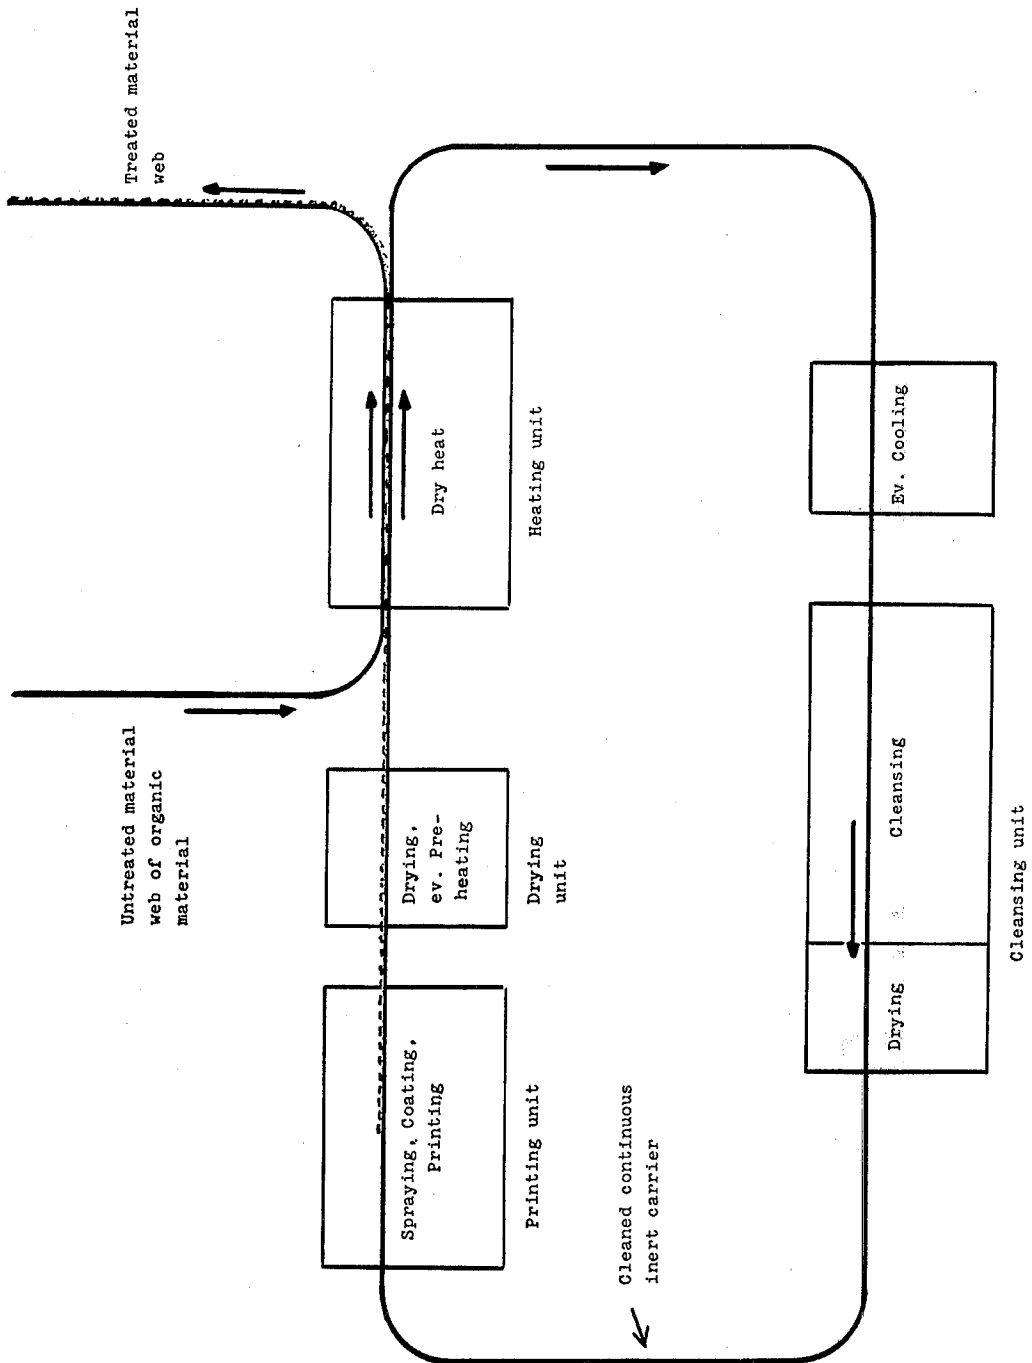 Untreated material
web of organic
material
Treated material
web
Spraying, Coating,
Printing
Printing unit
Drying,
ev. Pre-
heating
Drying
unit
Dry heat
Heating unit
Cleaned continuous
inert carrier
Drying
Cleansing
Ev. Cooling
Cleansing unit